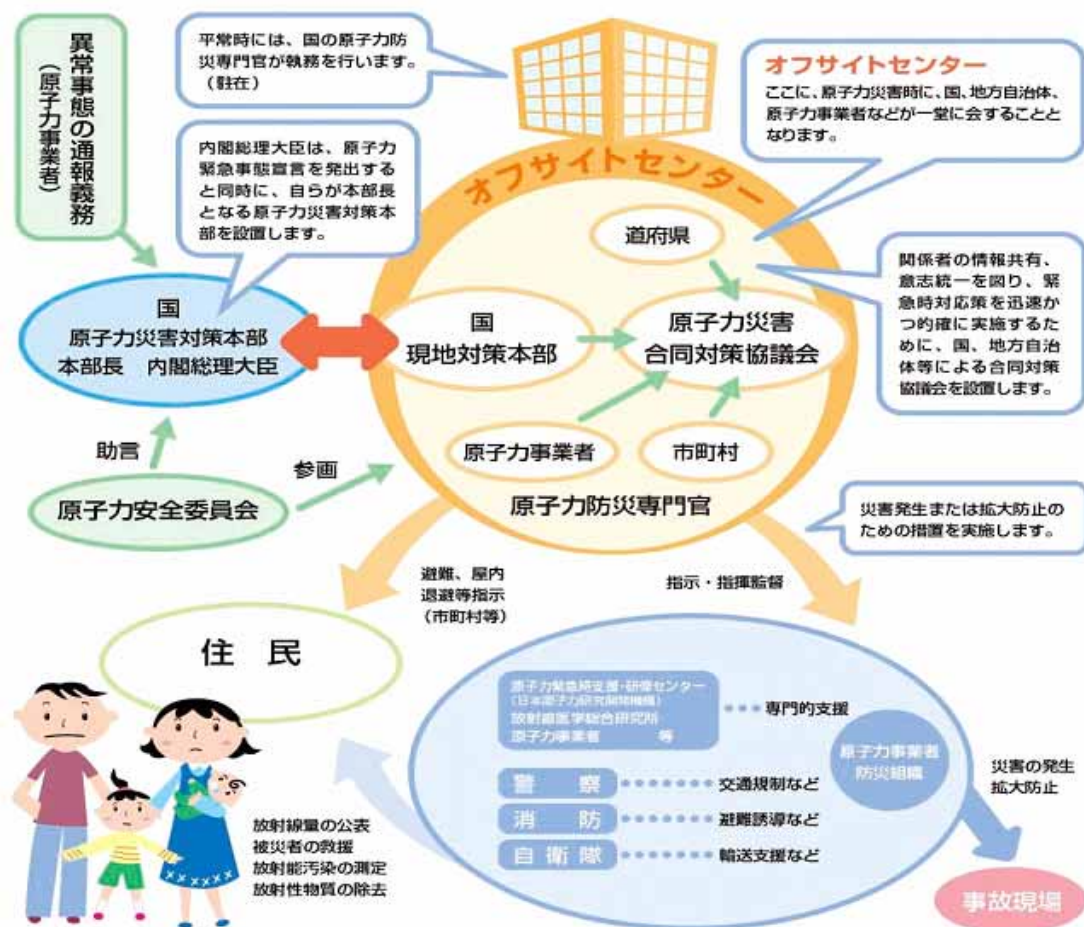 異常事態の通報義務
（原子力事業者）
平常時には、国の原子力防
災専門官が執務を行います。
（駐在）
内閣総理大臣は、原子力
緊急事態宣言を発出する
と同時に、自らが本部長
となる原子力災害対策本
部を設置します。
オフサイトセンター
ここに、原子力災害時に、国、地方自治体、
原子力事業者などが一堂に会することと
なります。
オフサイトセンター
道府県
関係者の情報共有、
意志統一を図り、緊
急時対応策を迅速か
つ的確に実施するた
めに、国、地方自治
体等による合同対策
協議会を設置します。
国
原子力災害対策本部
本部長　内閣総理大臣
国
現地対策本部
原子力災害
合同対策協議会
原子力事業者
市町村
原子力防災専門官
助言
参画
原子力安全委員会
災害発生または拡大防止の
ための措置を実施します。
避難、屋内
退避等指示
（市町村等）
指示・指揮監督
住　民
原子力緊急時支援・研修センター
（日本原子力研究開発機構）
放射線医学総合研究所
原子力事業者　等
専門的支援
原子力事業者
防災組織
警　察
交通規制など
消　防
避難誘導など
自衛隊
輸送支援など
災害の発生
拡大防止
放射線量の公表
被災者の救援
放射能汚染の測定
放射性物質の除去
事故現場